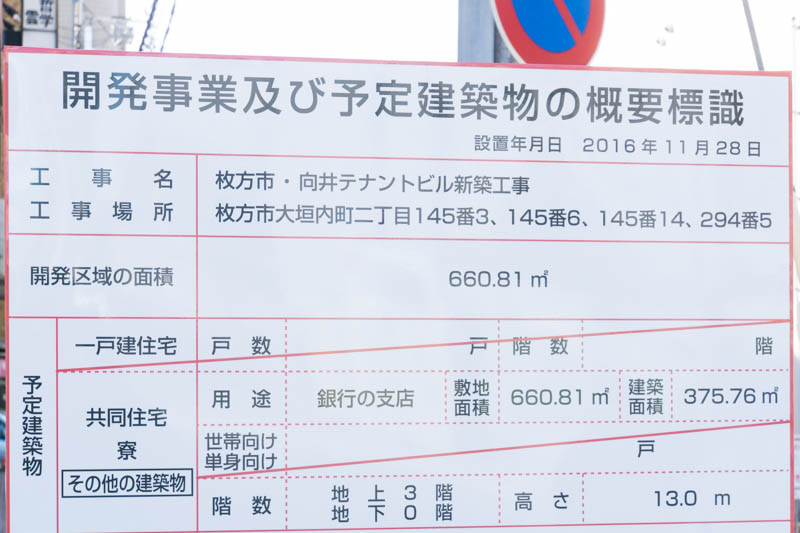 開発事業及び予定建築物の概要標識
設置年月日 2016年11月28日
工事名 枚方市・向井テナントビル新築工事
工事場所 枚方市大垣内町二丁目145番3、145番6、145番14、294番5
開発区域の面積 660.81㎡
予定建築物
一戸建住宅 戸数 戸 階数 階
共同住宅
寮
その他の建築物
用途 銀行の支店 敷地面積 660.81㎡ 建築面積 375.76㎡
世帯向け
単身向け
戸
階数 地上3階
地下0階
高さ 13.0m